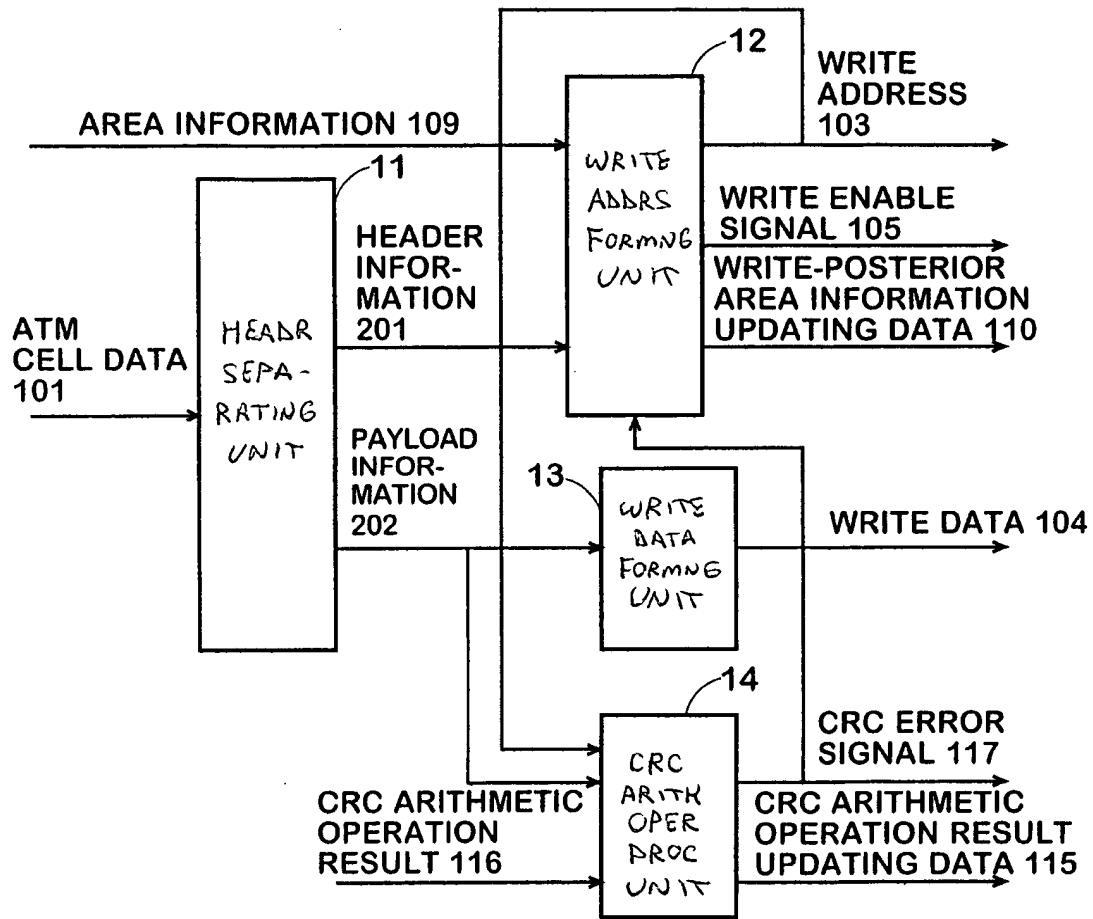 12
WRITE
ADDRESS
103
AREA INFORMATION 109
11
WRITE
ADDRS
FORMNG
UNIT
WRITE ENABLE
SIGNAL 105
HEADER
INFOR-
MATION
201
WRITE-POSTERIOR
AREA INFORMATION
UPDATING DATA 110
ATM
CELL DATA
101
HEADR
SEPA-
RATING
UNIT
PAYLOAD
INFOR-
MATION
202
13
WRITE
DATA
FORMNG
UNIT
WRITE DATA 104
14
CRC ERROR
SIGNAL 117
CRC
ARITH
OPER
PROC
UNIT
CRC ARITHMETIC
OPERATION
RESULT 116
CRC ARITHMETIC
OPERATION RESULT
UPDATING DATA 115